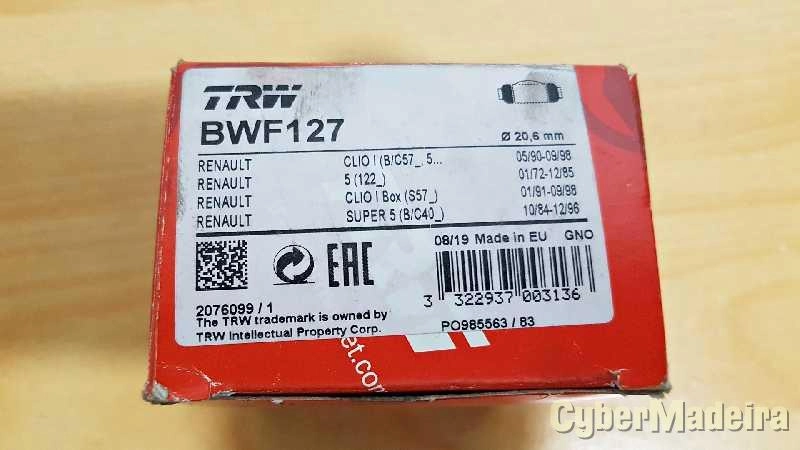 TRW
BWF127
Ø 20,6 mm
RENAULT CLIO I (B/C57_, 5... 05/90-09/98
RENAULT 5 (122_) 01/72-12/85
RENAULT CLIO I Box (S57_) 01/91-09/98
RENAULT SUPER 5 (B/C40_) 10/84-12/96
EAC
08/19 Made in EU GNO
3 322937 003136
2076099 / 1
The TRW trademark is owned by
TRW Intellectual Property Corp.
PO985563 / 83
et.com
CyberMadeira